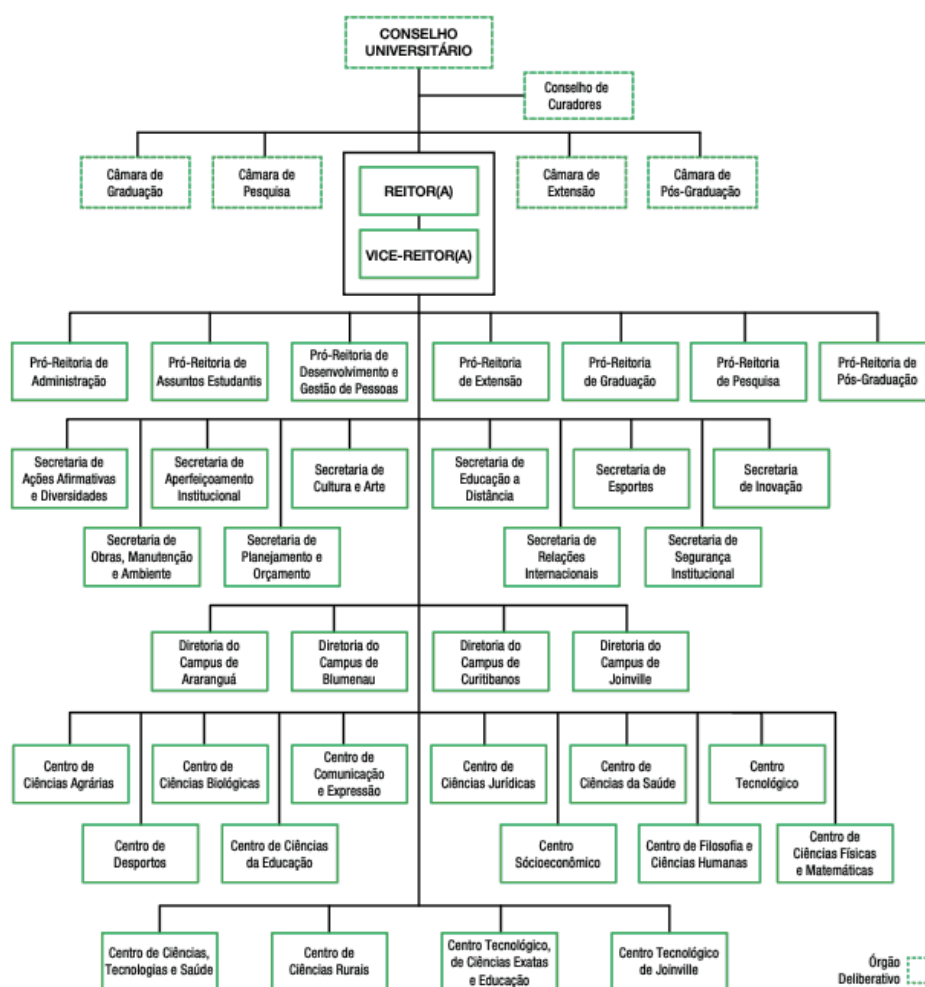 CONSELHO
UNIVERSITÁRIO
Conselho de
Curadores
Câmara de
Graduação
Câmara de
Pesquisa
Câmara de
Extensão
Câmara de
Pós-Graduação
REITOR(A)
VICE-REITOR(A)
Pró-Reitoria de
Administração
Pró-Reitoria de
Assuntos Estudantis
Pró-Reitoria de
Desenvolvimento e
Gestão de Pessoas
Pró-Reitoria
de Extensão
Pró-Reitoria
de Graduação
Pró-Reitoria
de Pesquisa
Pró-Reitoria de
Pós-Graduação
Secretaria de
Ações Afirmativas
e Diversidades
Secretaria de
Aperfeiçoamento
Institucional
Secretaria de
Cultura e Arte
Secretaria de
Educação a
Distância
Secretaria de
Esportes
Secretaria
de Inovação
Secretaria de
Obras, Manutenção
e Ambiente
Secretaria de
Planejamento e
Orçamento
Secretaria de
Relações
Internacionais
Secretaria de
Segurança
Institucional
Diretoria do
Campus de
Araranguá
Diretoria do
Campus de
Blumenau
Diretoria do
Campus de
Curitibanos
Diretoria do
Campus de
Joinville
Centro de
Ciências Agrárias
Centro de
Ciências Biológicas
Centro de
Comunicação
e Expressão
Centro de
Ciências Jurídicas
Centro de
Ciências da Saúde
Centro
Tecnológico
Centro de
Desportos
Centro de Ciências
da Educação
Centro
Sócioeconômico
Centro de Filosofia e
Ciências Humanas
Centro de
Ciências Físicas
e Matemáticas
Centro de Ciências,
Tecnologias e Saúde
Centro de
Ciências Rurais
Centro Tecnológico,
de Ciências Exatas
e Educação
Centro Tecnológico
de Joinville
Órgão
Deliberativo